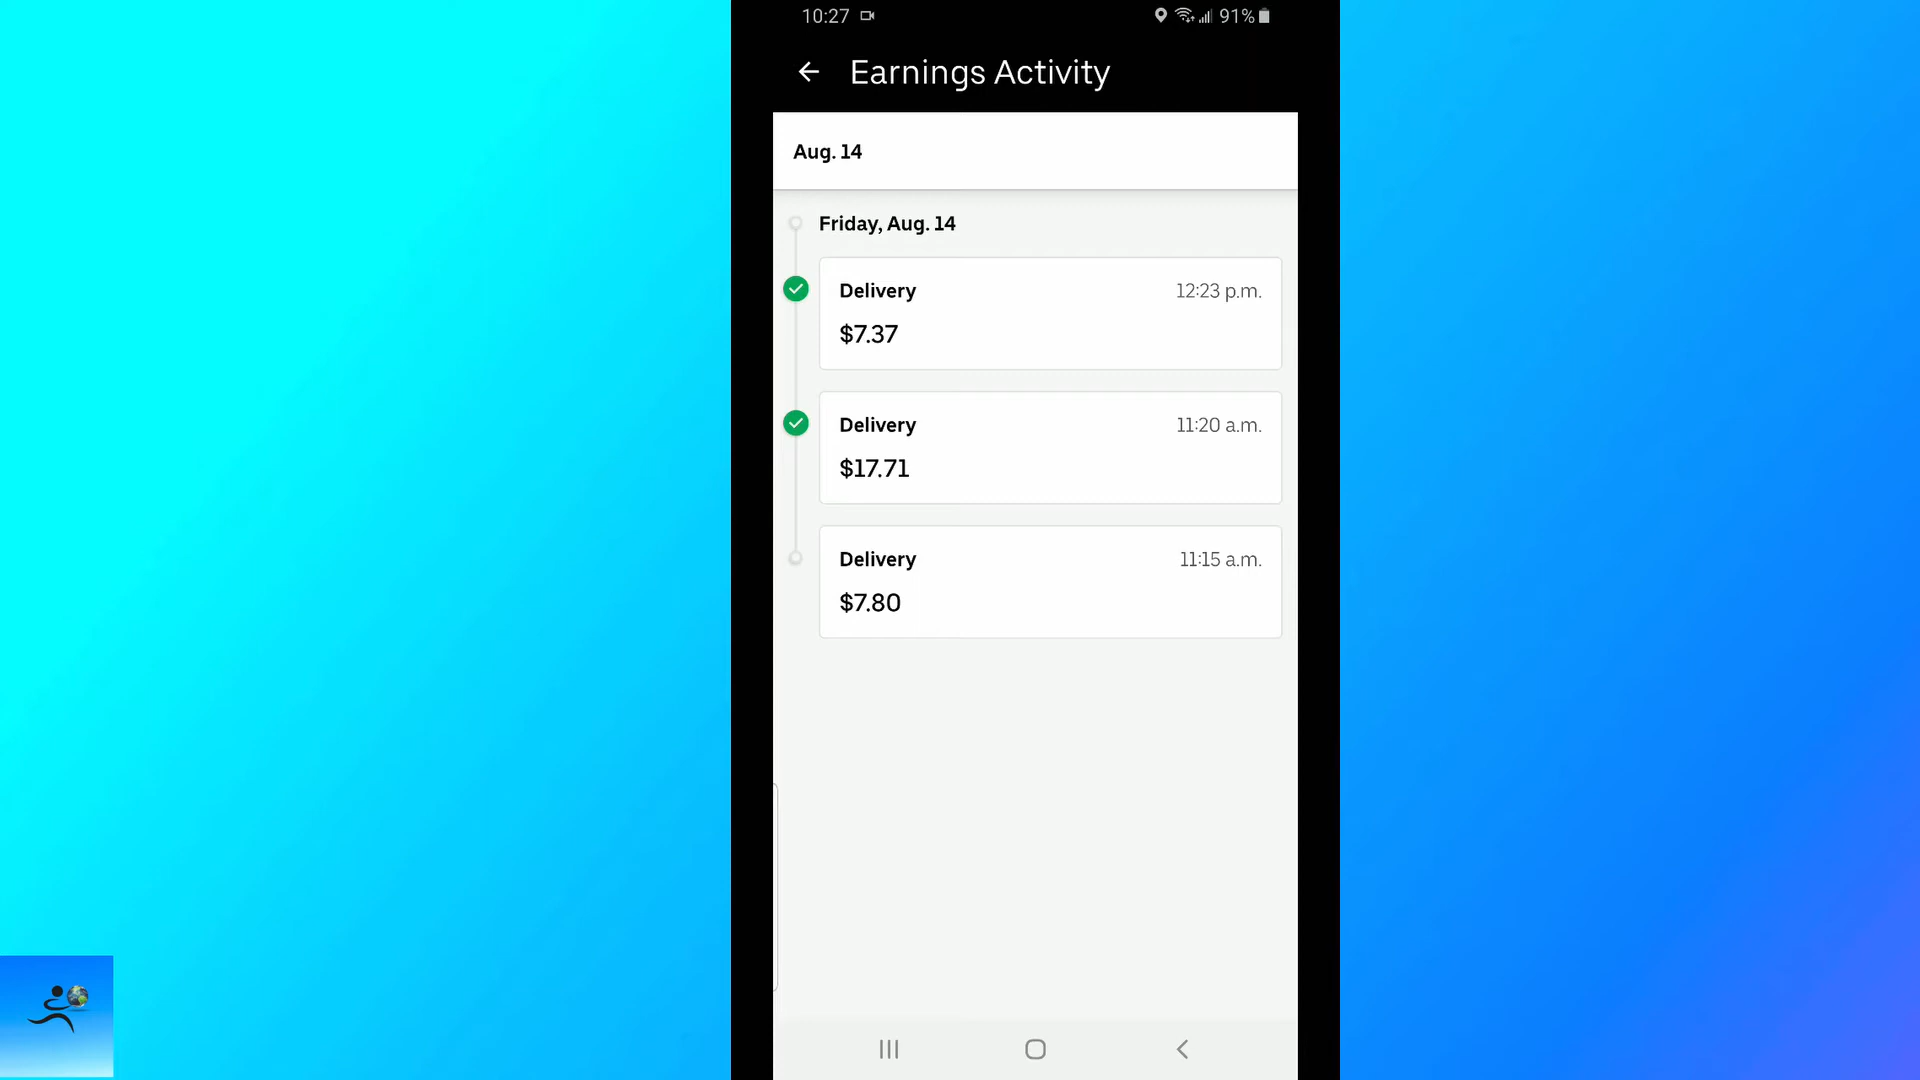 10:27 91%
Earnings Activity
Aug. 14
Friday, Aug. 14
Delivery 12:23 p.m.
$7.37
Delivery 11:20 a.m.
$17.71
Delivery 11:15 a.m.
$7.80